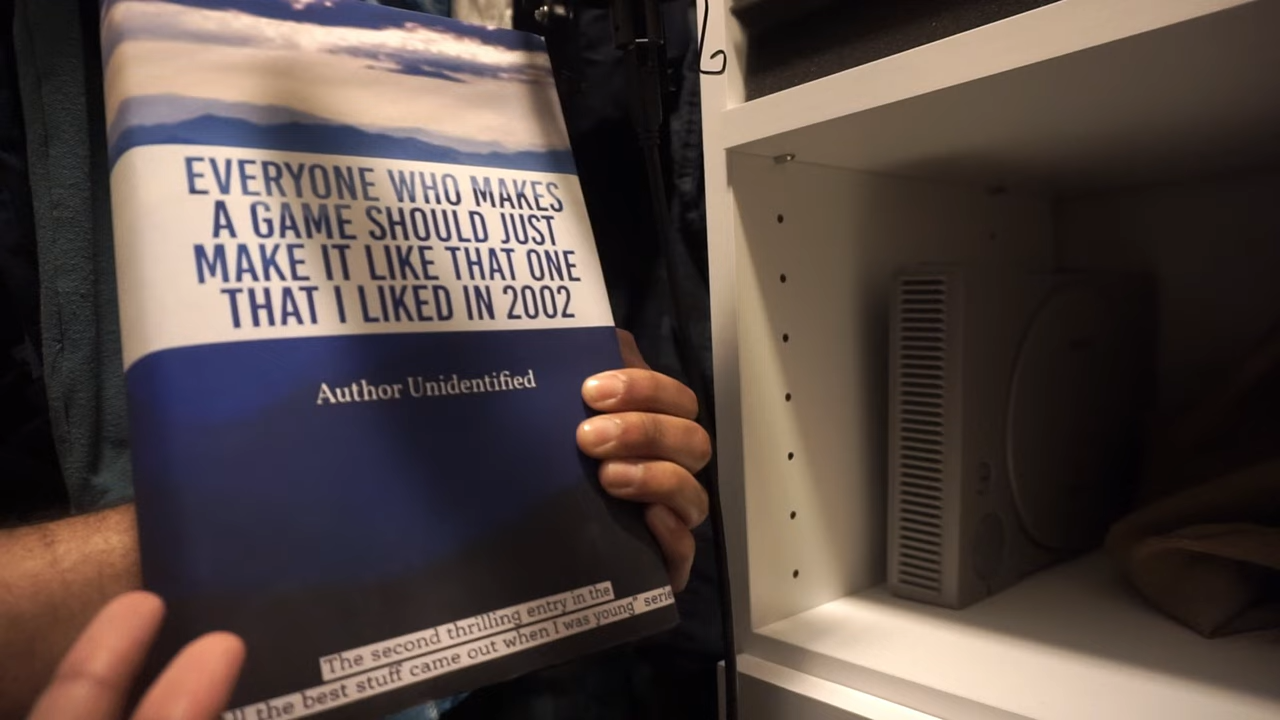 EVERYONE WHO MAKES
A GAME SHOULD JUST
MAKE IT LIKE THAT ONE
THAT I LIKED IN 2002
Author Unidentified
The second thrilling entry in the
the best stuff came out when I was young" serie